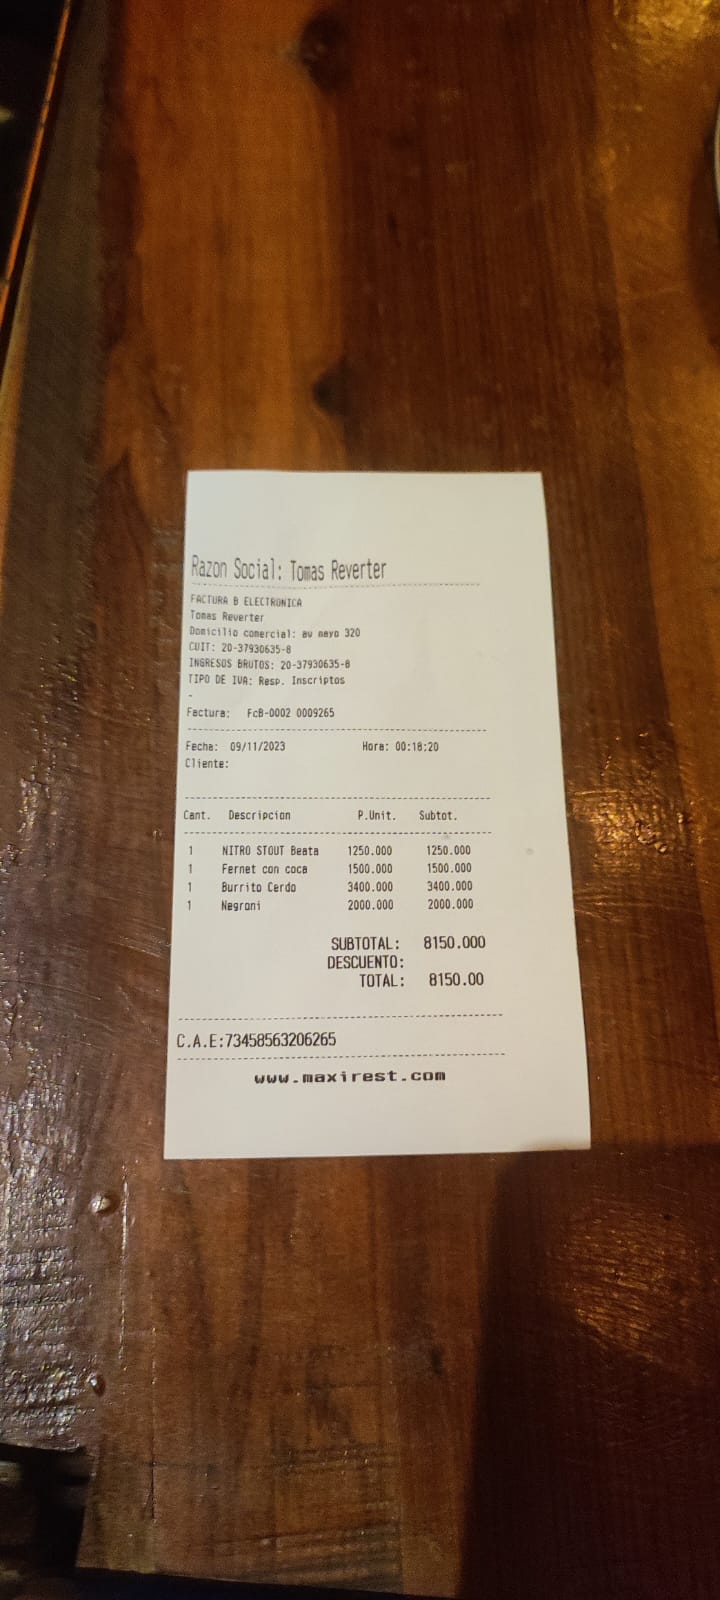 Razon Social: Tomas Reverter
FACTURA B ELECTRONICA
Tomas Reverter
Domicilio comercial: av mayo 320
CUIT: 20-37930635-8
INGRESOS BRUTOS: 20-37930635-8
TIPO DE IVA: Resp. Inscriptos
-
Factura: FcB-0002 0009265
Fecha: 09/11/2023 Hora: 00:18:20
Cliente:
Cant. Descripcion P.Unit. Subtot.
1 NITRO STOUT Beata 1250.000 1250.000
1 Fernet con coca 1500.000 1500.000
1 Burrito Cerdo 3400.000 3400.000
1 Negroni 2000.000 2000.000
SUBTOTAL: 8150.000
DESCUENTO:
TOTAL: 8150.00
C.A.E:73458563206265
www.maxirest.com